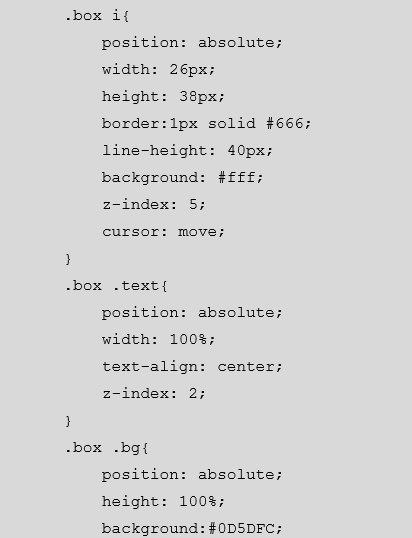 .box i{
position: absolute;
width: 26px;
height: 38px;
border:1px solid #666;
line-height: 40px;
background: #fff;
z-index: 5;
cursor: move;
}
.box .text{
position: absolute;
width: 100%;
text-align: center;
z-index: 2;
}
.box .bg{
position: absolute;
height: 100%;
background:#0D5DFC;